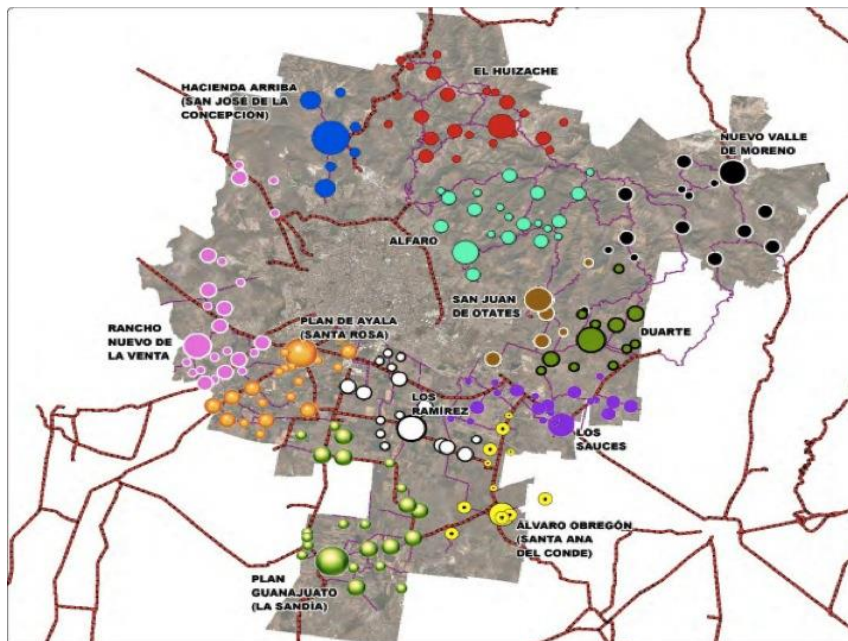 EL HUIZACHE
HACIENDA ARRIBA
(SAN JOSÉ DE LA
CONCEPCIÓN)
NUEVO VALLE
DE MORENO
ALFARO
SAN JUAN
DE OTATES
DUARTE
RANCHO
NUEVO DE
LA VENTA
PLAN DE AYALA
(SANTA ROSA)
LOS
RAMÍREZ
LOS
SAUCES
ALVARO OBREGÓN
(SANTA ANA
DEL CONDE)
PLAN
GUANAJUATO
(LA SANDÍA)